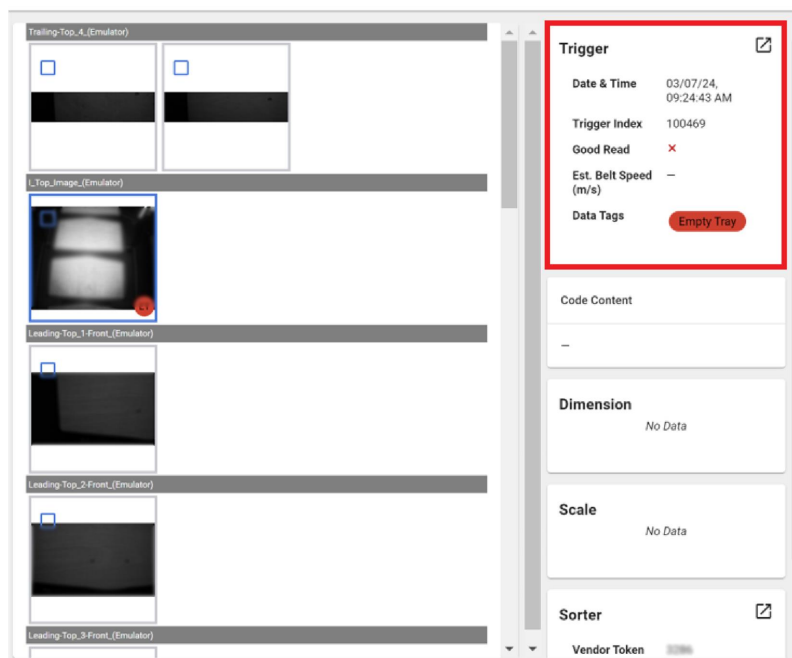 Trailing-Top_4_(Emulator)
I_Top_Image_(Emulator)
ET
Leading-Top_1-Front_(Emulator)
Leading-Top_2-Front_(Emulator)
Leading-Top_3-Front_(Emulator)
Trigger
Date & Time 03/07/24,
09:24:43 AM
Trigger Index 100469
Good Read ×
Est. Belt Speed –
(m/s)
Data Tags Empty Tray
Code Content
–
Dimension
No Data
Scale
No Data
Sorter
Vendor Token